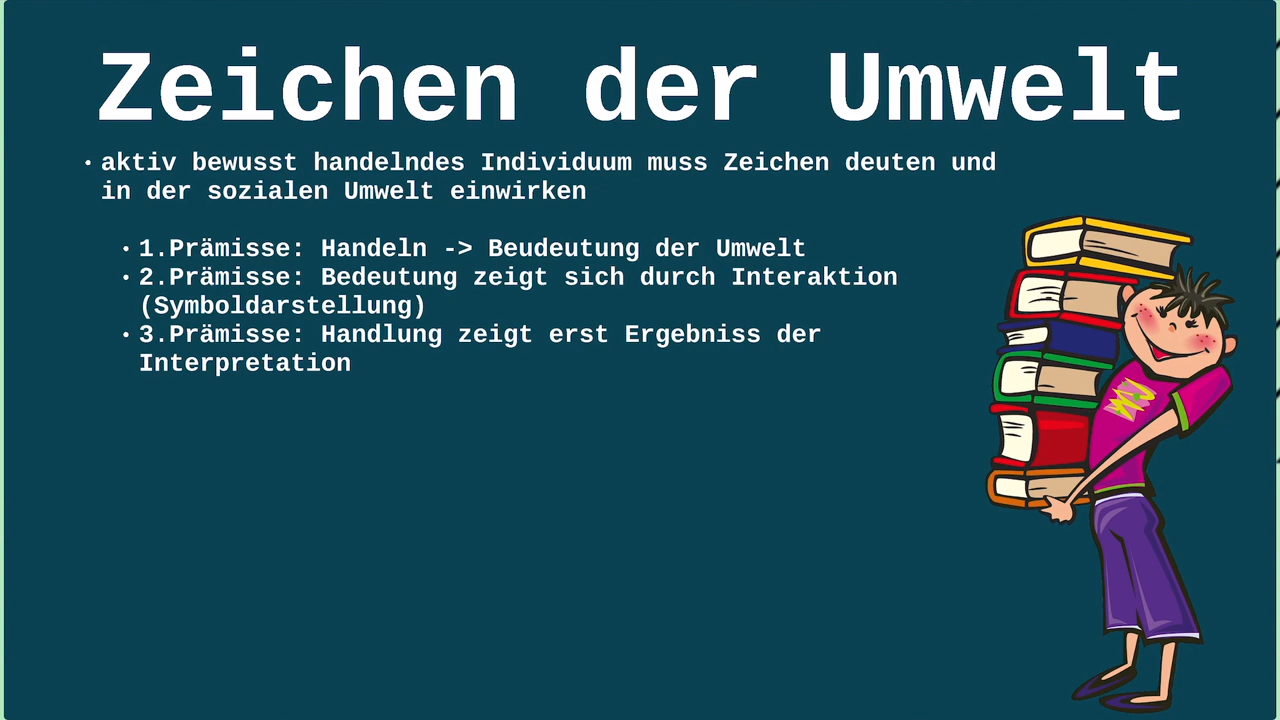 Zeichen der Umwelt
• aktiv bewusst handelndes Individuum muss Zeichen deuten und
in der sozialen Umwelt einwirken
• 1.Prämisse: Handeln -> Beudeutung der Umwelt
• 2.Prämisse: Bedeutung zeigt sich durch Interaktion
(Symboldarstellung)
• 3.Prämisse: Handlung zeigt erst Ergebniss der
Interpretation